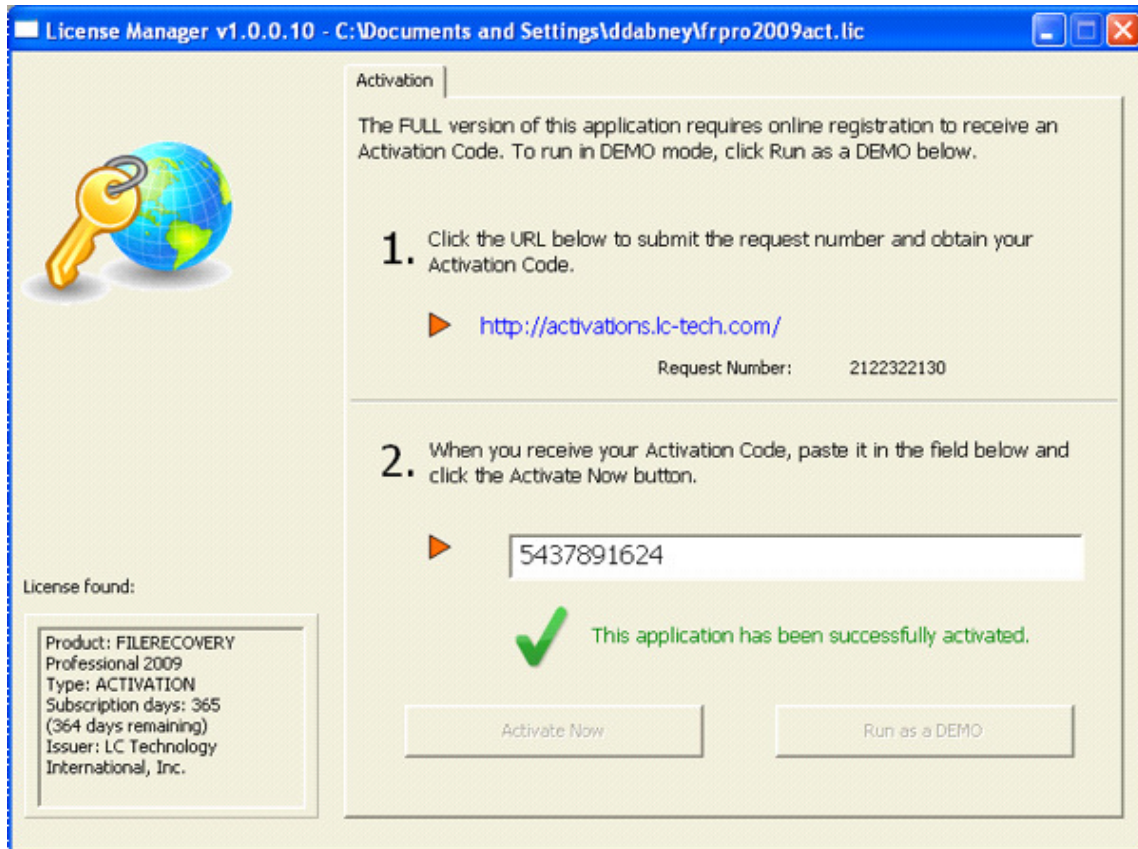 License Manager v1.0.0.10 - C:\Documents and Settings\ddabney\frpro2009act.lic
Activation
The FULL version of this application requires online registration to receive an
Activation Code. To run in DEMO mode, click Run as a DEMO below.
1. Click the URL below to submit the request number and obtain your
Activation Code.
http://activations.lc-tech.com/
Request Number: 2122322130
2. When you receive your Activation Code, paste it in the field below and
click the Activate Now button.
5437891624
This application has been successfully activated.
Activate Now
Run as a DEMO
License found:
Product: FILERECOVERY
Professional 2009
Type: ACTIVATION
Subscription days: 365
(364 days remaining)
Issuer: LC Technology
International, Inc.